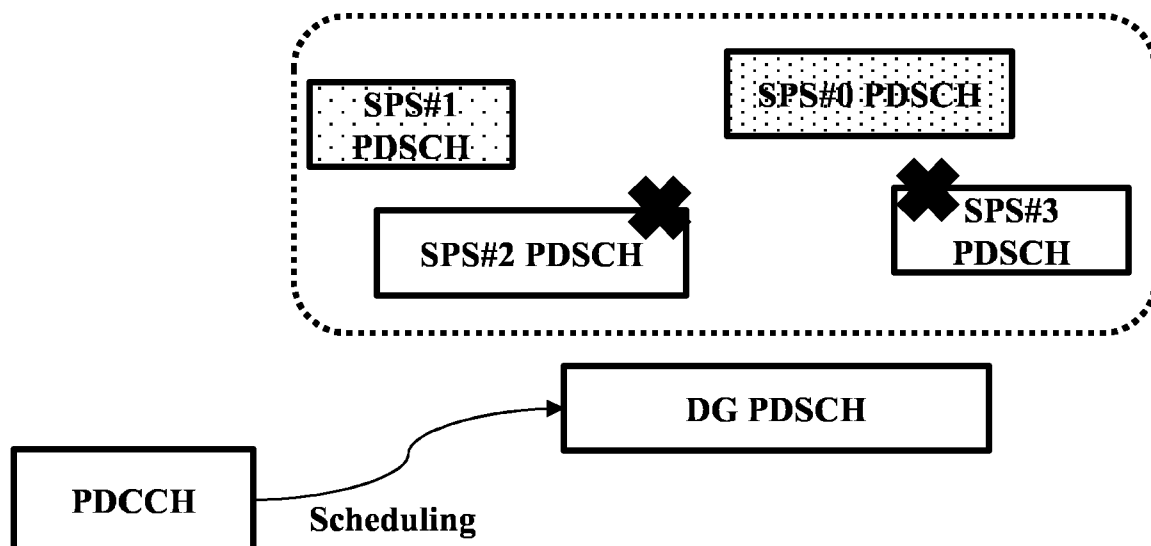 SPS#1
PDSCH
SPS#0 PDSCH
SPS#2 PDSCH
SPS#3
PDSCH
DG PDSCH
PDCCH
Scheduling